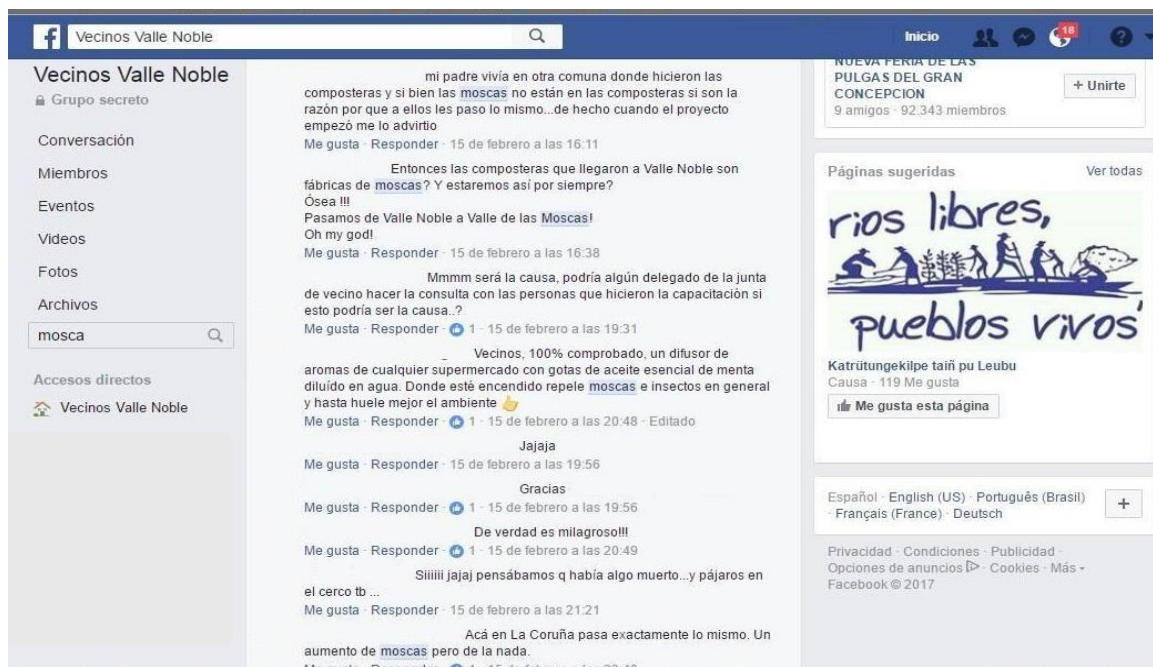 Vecinos Valle Noble
Inicio
18
Vecinos Valle Noble
Grupo secreto
Conversación
Miembros
Eventos
Videos
Fotos
Archivos
mosca
Accesos directos
Vecinos Valle Noble
mi padre vivía en otra comuna donde hicieron las
composteras y si bien las moscas no están en las composteras si son la
razón por que a ellos les paso lo mismo...de hecho cuando el proyecto
empezó me lo advirtio
Me gusta · Responder · 15 de febrero a las 16:11
Entonces las composteras que llegaron a Valle Noble son
fábricas de moscas? Y estaremos así por siempre?
Ósea !!!
Pasamos de Valle Noble a Valle de las Moscas!
Oh my god!
Me gusta · Responder · 15 de febrero a las 16:38
Mmmm será la causa, podría algún delegado de la junta
de vecino hacer la consulta con las personas que hicieron la capacitación si
esto podría ser la causa..?
Me gusta · Responder · 1 · 15 de febrero a las 19:31
Vecinos, 100% comprobado, un difusor de
aromas de cualquier supermercado con gotas de aceite esencial de menta
diluído en agua. Donde esté encendido repele moscas e insectos en general
y hasta huele mejor el ambiente
Me gusta · Responder · 1 · 15 de febrero a las 20:48 · Editado
Jajaja
Me gusta · Responder · 15 de febrero a las 19:56
Gracias
Me gusta · Responder · 1 · 15 de febrero a las 19:56
De verdad es milagroso!!!
Me gusta · Responder · 1 · 15 de febrero a las 20:49
Siiiiii jajaj pensábamos q había algo muerto...y pájaros en
el cerco tb ...
Me gusta · Responder · 15 de febrero a las 21:21
Acá en La Coruña pasa exactamente lo mismo. Un
aumento de moscas pero de la nada.
NUEVA FERIA DE LAS
PULGAS DEL GRAN
CONCEPCION
9 amigos · 92.343 miembros
+ Unirte
Páginas sugeridas
Ver todas
rios libres,
pueblos vivos
Katrütungekilpe taiñ pu Leubu
Causa · 119 Me gusta
Me gusta esta página
Español · English (US) · Português (Brasil)
· Français (France) · Deutsch
+
Privacidad · Condiciones · Publicidad ·
Opciones de anuncios · Cookies · Más
Facebook © 2017